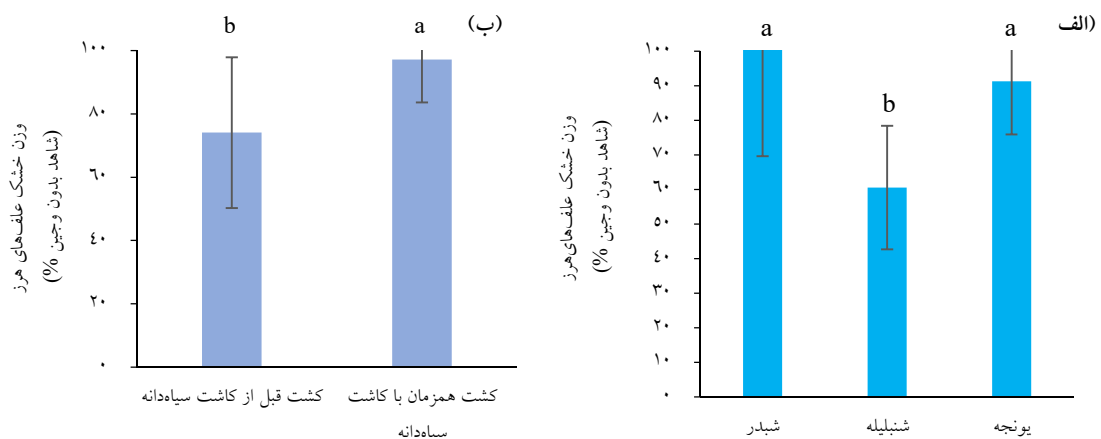 (الف
a
b
a
۱۰۰
۹۰
۸۰
۷۰
۶۰
۵۰
۴۰
۳۰
۲۰
۱۰
۰
وزن خشک علف‌های‌هرز
(شاهد بدون وجین %)
یونجه
شنبلیله
شبدر
(ب)
b
a
۱۰۰
۸۰
۶۰
۴۰
۲۰
۰
وزن خشک علف‌های هرز
(شاهد بدون وجین %)
کشت همزمان با کاشت
سیاه‌دانه
کشت قبل از کاشت سیاه‌دانه